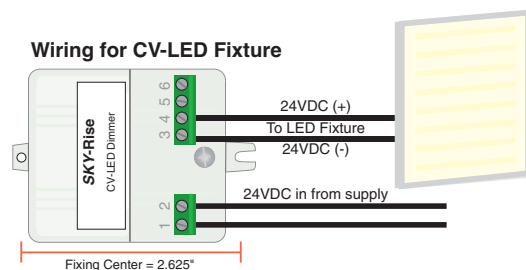 Wiring for CV-LED Fixture
6
5
4
3
24VDC (+)
To LED Fixture
24VDC (-)
SKY-Rise
CV-LED Dimmer
2
1
24VDC in from supply
Fixing Center = 2.625"